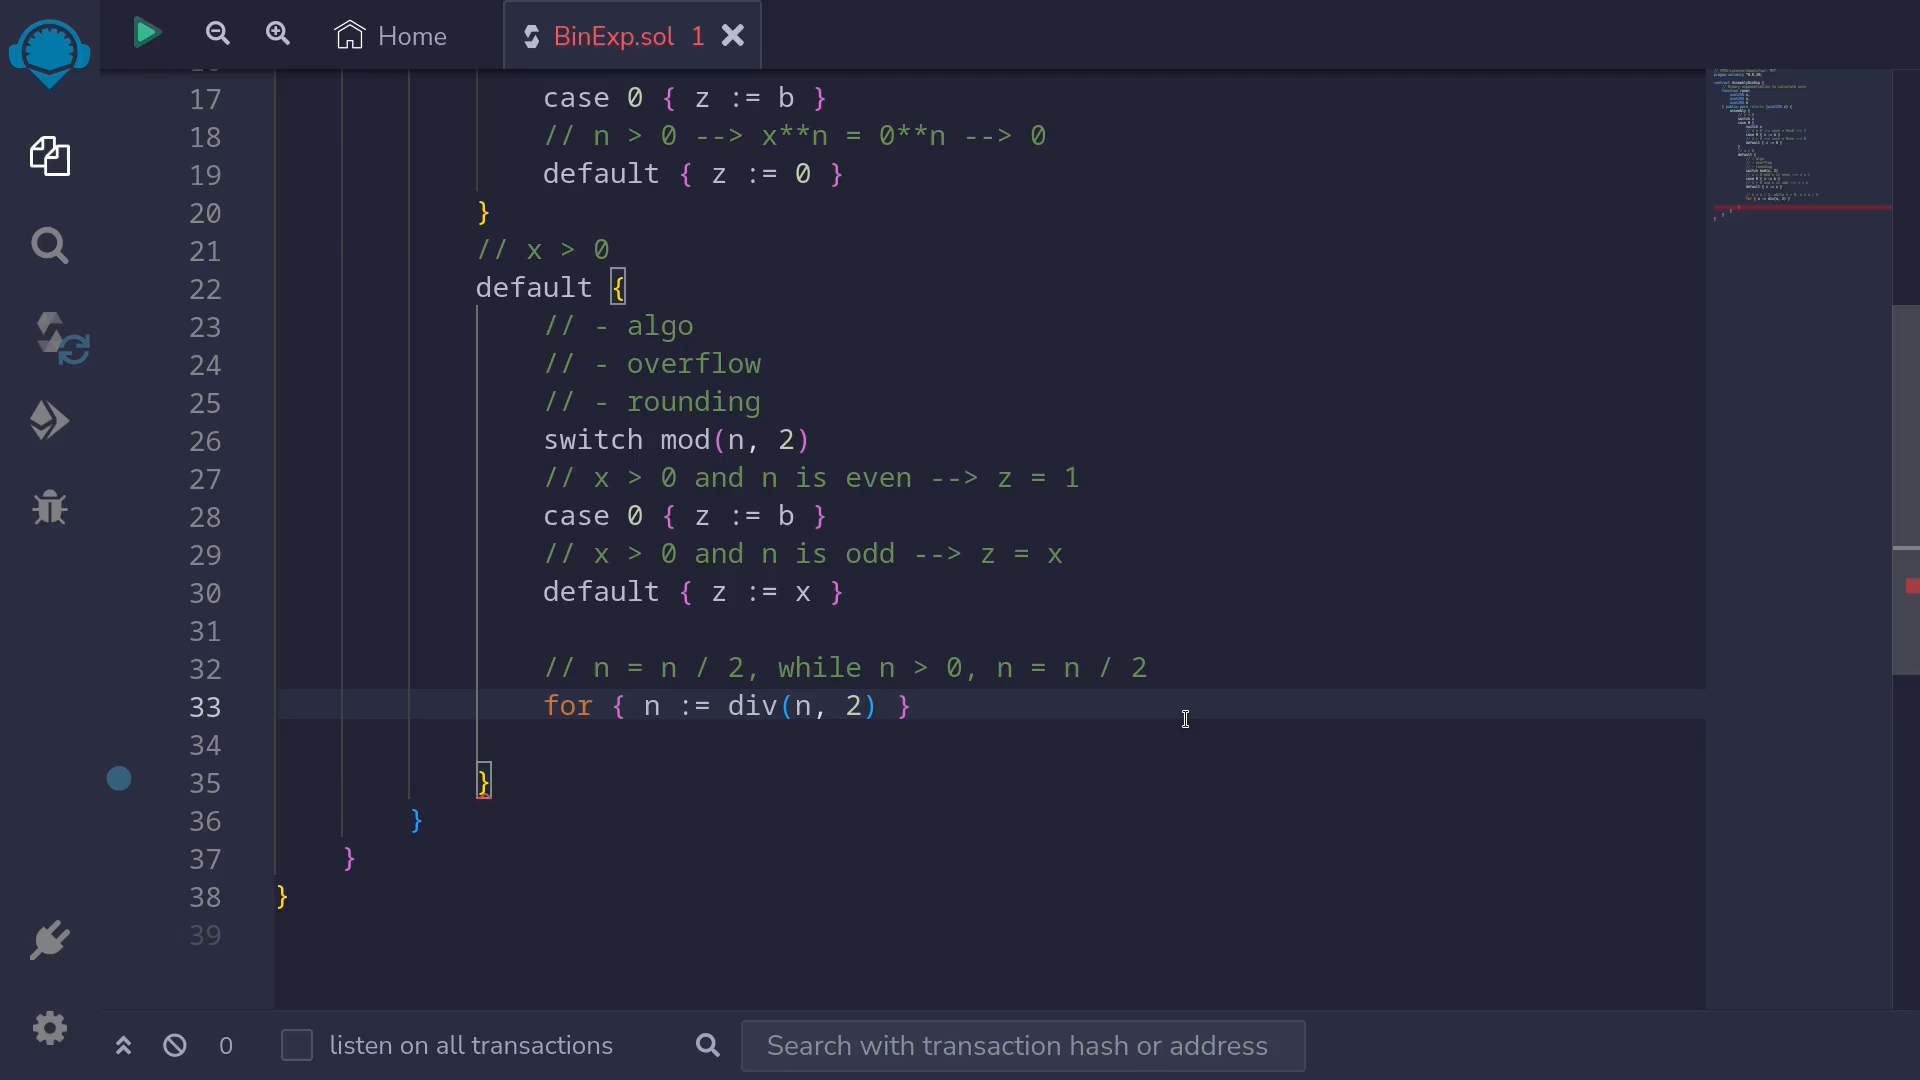 Home
BinExp.sol 1
17 case 0 { z := b }
18 // n > 0 --> x**n = 0**n --> 0
19 default { z := 0 }
20 }
21 // x > 0
22 default {
23 // - algo
24 // - overflow
25 // - rounding
26 switch mod(n, 2)
27 // x > 0 and n is even --> z = 1
28 case 0 { z := b }
29 // x > 0 and n is odd --> z = x
30 default { z := x }
31
32 // n = n / 2, while n > 0, n = n / 2
33 for { n := div(n, 2) }
34
35 }
36 }
37 }
38 }
39
0 listen on all transactions Search with transaction hash or address